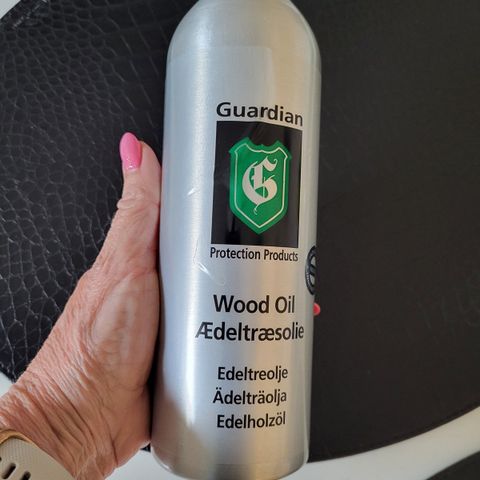 Guardian
G
Protection Products
Wood Oil
Ædeltræsolie
Edeltreolje
Ädelträolja
Edelholzöl